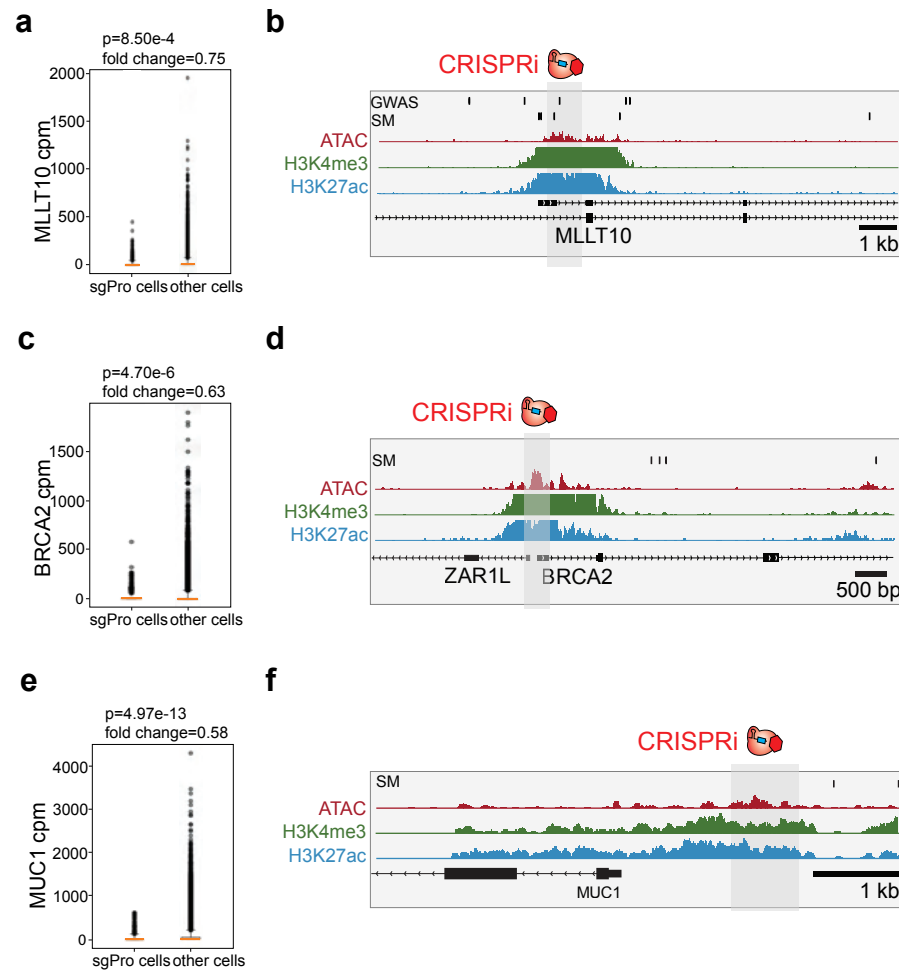 a
p=8.50e-4
fold change=0.75
MLLT10 cpm
2000
1500
1000
500
0
sgPro cells other cells
b
CRISPRi
GWAS
SM
ATAC
H3K4me3
H3K27ac
MLLT10
1 kb
c
p=4.70e-6
fold change=0.63
BRCA2 cpm
1500
1000
500
0
sgPro cells other cells
d
CRISPRi
SM
ATAC
H3K4me3
H3K27ac
ZAR1L BRCA2
500 bp
e
p=4.97e-13
fold change=0.58
MUC1 cpm
4000
3000
2000
1000
0
sgPro cells other cells
f
CRISPRi
SM
ATAC
H3K4me3
H3K27ac
MUC1
1 kb